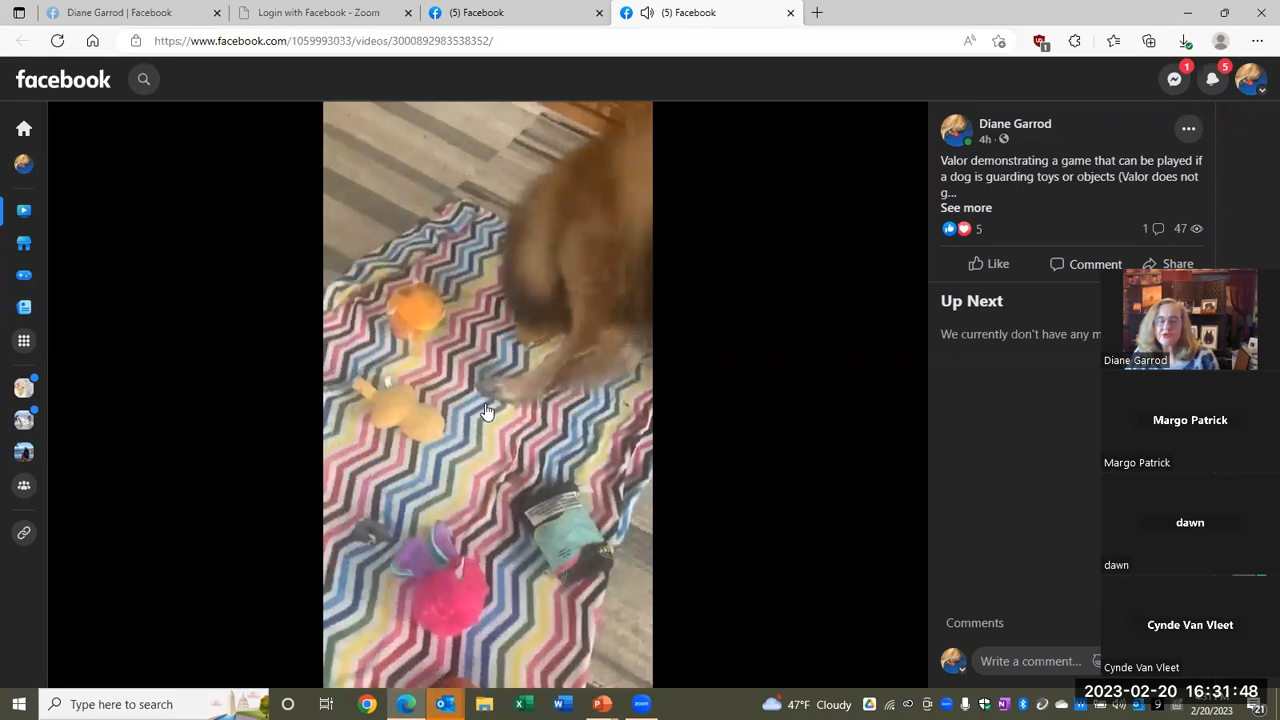 Diane Garrod | Facebook
Login with Facebook - Zoom
(5) Facebook
(5) Facebook
https://www.facebook.com/1059993033/videos/3000892983538352/
facebook
1
5
Diane Garrod
4h
Valor demonstrating a game that can be played if
a dog is guarding toys or objects (Valor does not
g...
See more
5
1
47
Like
Comment
Share
Up Next
We currently don't have any m
Diane Garrod
Margo Patrick
Margo Patrick
dawn
dawn
Cynde Van Vleet
Cynde Van Vleet
Comments
Write a comment...
2023-02-20 16:31:48
Type here to search
47°F Cloudy
2/20/2023
21